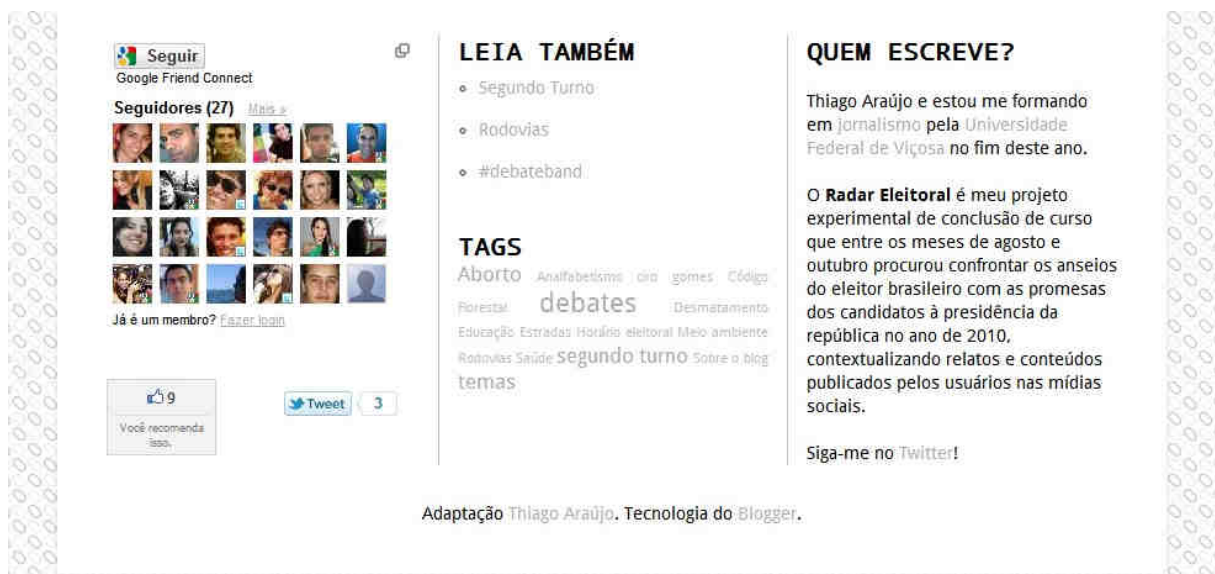 Seguir
Google Friend Connect
Seguidores (27) Mais »
Já é um membro? Fazer login
9
Você recomenda
isso.
Tweet 3
LEIA TAMBÉM
Segundo Turno
Rodovias
#debateband
TAGS
Aborto Analfabetismo ciro gomes Código
Florestal debates Desmatamento
Educação Estradas Horário eleitoral Meio ambiente
Rodovias Saúde segundo turno Sobre o blog
temas
QUEM ESCREVE?
Thiago Araújo e estou me formando
em jornalismo pela Universidade
Federal de Viçosa no fim deste ano.
O Radar Eleitoral é meu projeto
experimental de conclusão de curso
que entre os meses de agosto e
outubro procurou confrontar os anseios
do eleitor brasileiro com as promesas
dos candidatos à presidência da
república no ano de 2010,
contextualizando relatos e conteúdos
publicados pelos usuários nas mídias
sociais.
Siga-me no Twitter!
Adaptação Thiago Araújo. Tecnologia do Blogger.